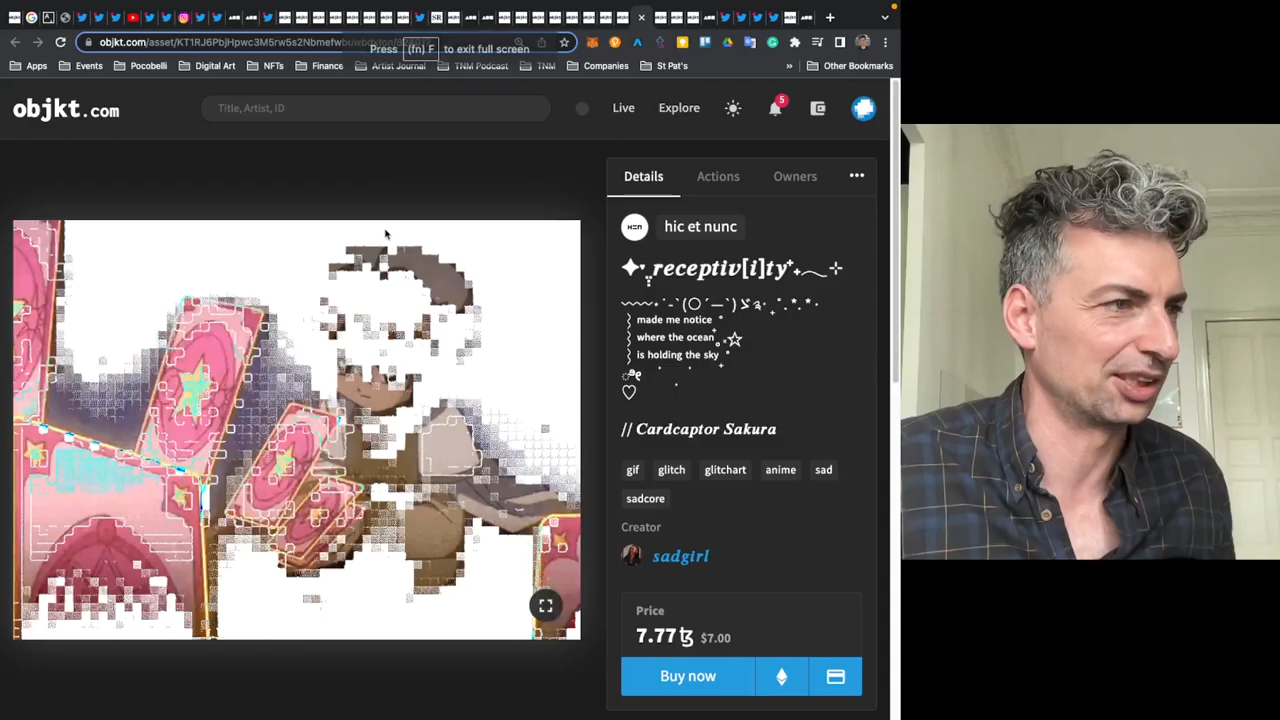 objkt.com/asset/KT1RJ6PbjHpwc3M5rws5s2Nbmefwbuwbdxton/
Press (fn) F to exit full screen
Apps Events Pocobelli Digital Art NFTs Finance Artist Journal TNM Podcast TNM Companies St Pat's » Other Bookmarks
objkt.com Title, Artist, ID Live Explore 5
Details Actions Owners •••
hic et nunc
receptiv[i]ty
made me notice
where the ocean
is holding the sky
// Cardcaptor Sakura
gif glitch glitchart anime sad
sadcore
Creator
sadgirl
Price
7.77ꜩ $7.00
Buy now